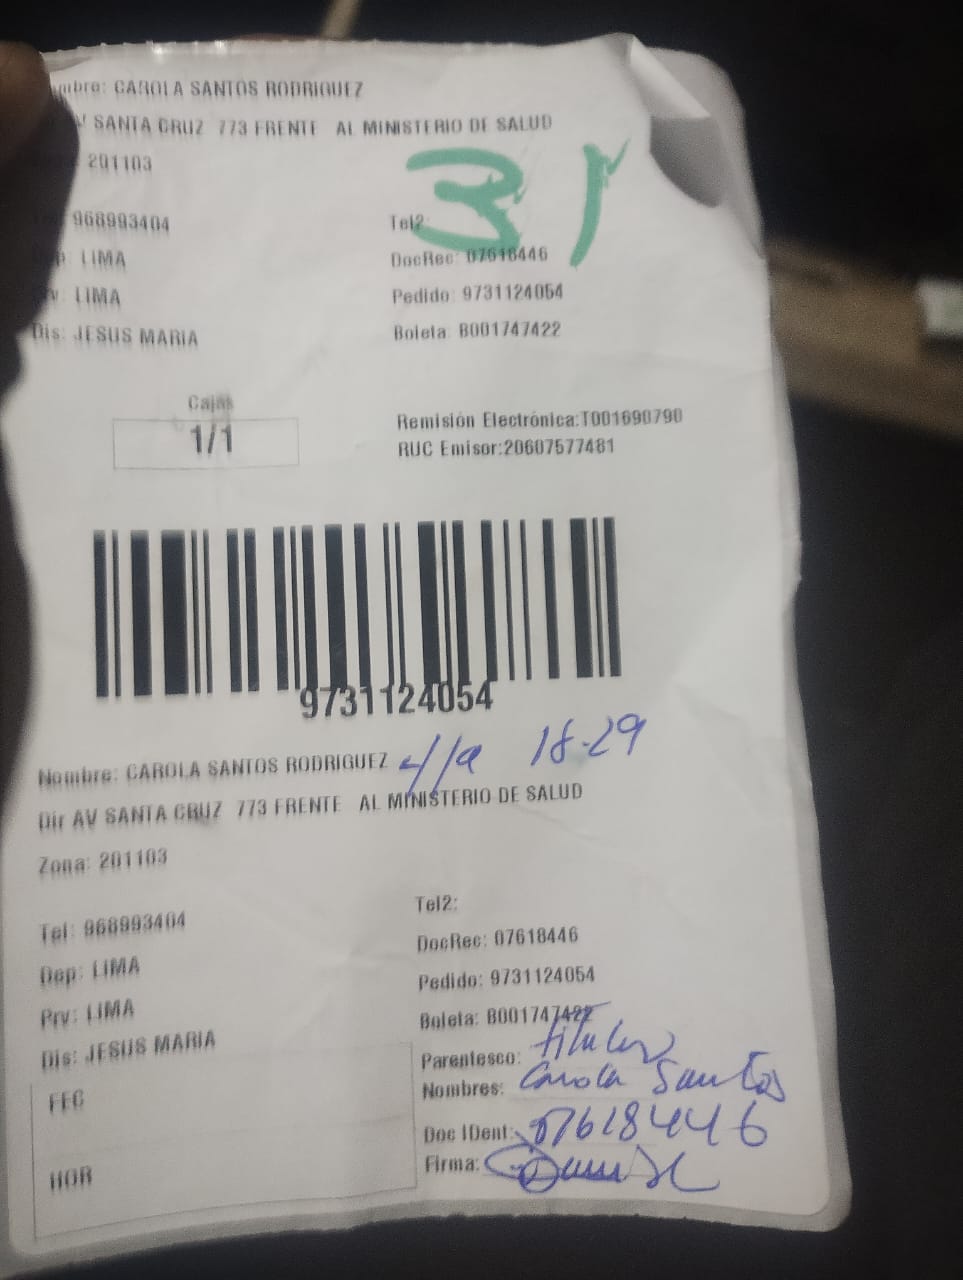 mbre: CAROLA SANTOS RODRIGUEZ
V SANTA CRUZ 773 FRENTE AL MINISTERIO DE SALUD
201103
31
968993404
Tel2:
p: LIMA
DocRec: 07618446
v: LIMA
Pedido: 9731124054
Dis: JESUS MARIA
Boleta: B001747422
Cajas
1/1
Remisión Electrónica:T001690790
RUC Emisor:20607577481
9731124054
Nombre: CAROLA SANTOS RODRIGUEZ
18-29
Dir AV SANTA CRUZ 773 FRENTE AL MINISTERIO DE SALUD
Zona: 201103
Tel: 968993404
Tel2:
DocRec: 07618446
Dep: LIMA
Pedido: 9731124054
Prv: LIMA
Boleta: B001747422
Dis: JESUS MARIA
Parentesco: titular
FEC
Nombres: Carola Santos
Doc IDent: 07618446
HOR
Firma: